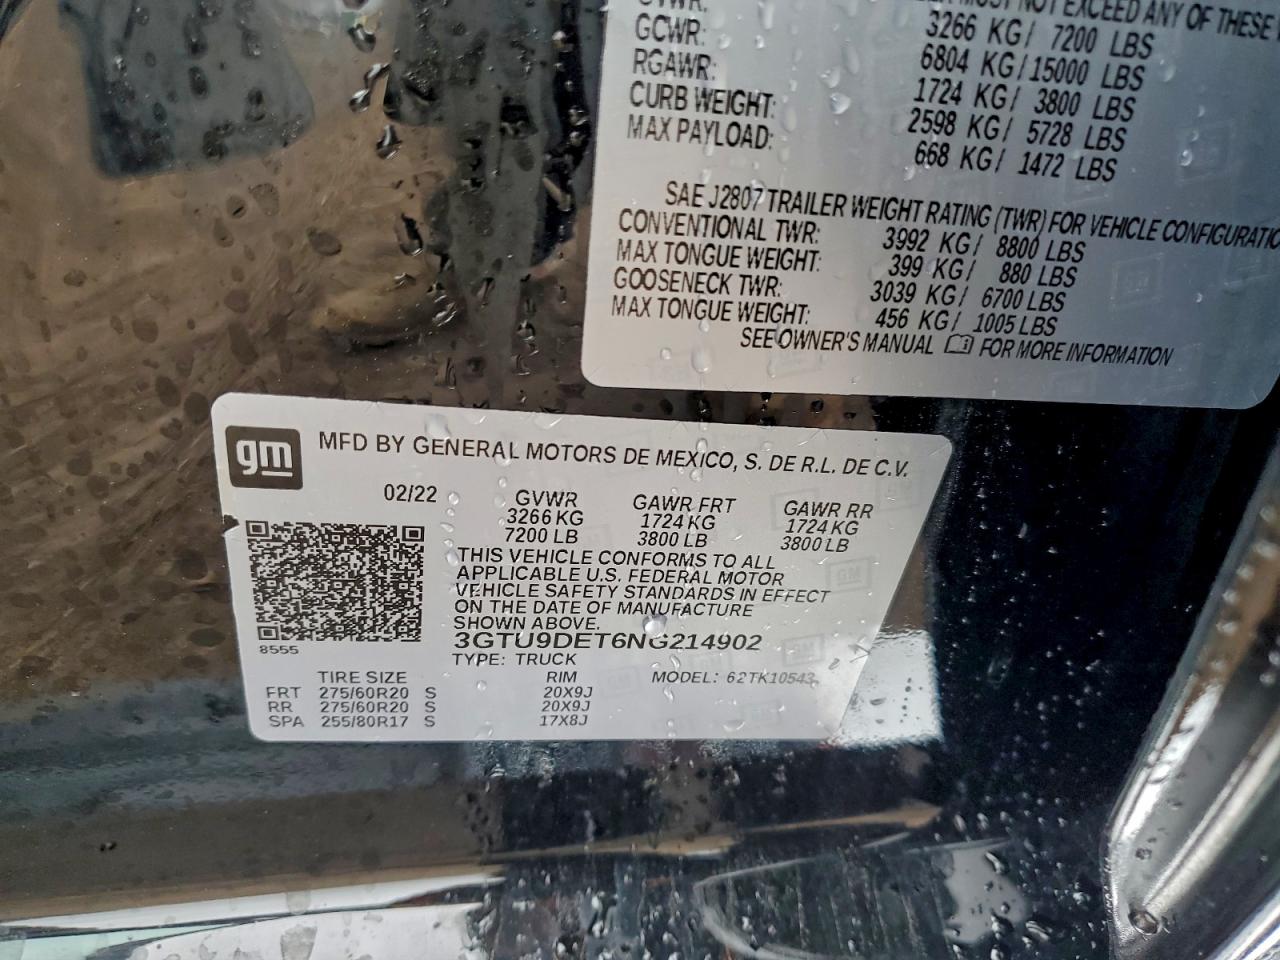 MUST NOT EXCEED ANY OF THESE
GVWR: 3266 KG/ 7200 LBS
GCWR: 6804 KG/ 15000 LBS
RGAWR: 1724 KG/ 3800 LBS
CURB WEIGHT: 2598 KG/ 5728 LBS
MAX PAYLOAD: 668 KG/ 1472 LBS
SAE J2807 TRAILER WEIGHT RATING (TWR) FOR VEHICLE
CONVENTIONAL TWR: 3992 KG/ 8800 LBS
MAX TONGUE WEIGHT: 399 KG/ 880 LBS
GOOSENECK TWR: 3039 KG/ 6700 LBS
MAX TONGUE WEIGHT: 456 KG/ 1005 LBS
SEE OWNER'S MANUAL FOR MORE INFORMATION
gm MFD BY GENERAL MOTORS DE MEXICO, S. DE R.L. DE C.V.
02/22 GVWR GAWR FRT GAWR RR
3266 KG 1724 KG 1724 KG
7200 LB 3800 LB 3800 LB
THIS VEHICLE CONFORMS TO ALL
APPLICABLE U.S. FEDERAL MOTOR
VEHICLE SAFETY STANDARDS IN EFFECT
ON THE DATE OF MANUFACTURE
SHOWN ABOVE.
3GTU9DET6NG214902
8555
TYPE: TRUCK MODEL: 62TK10543
TIRE SIZE RIM
FRT 275/60R20 S 20X9J
RR 275/60R20 S 20X9J
SPA 255/80R17 S 17X8J